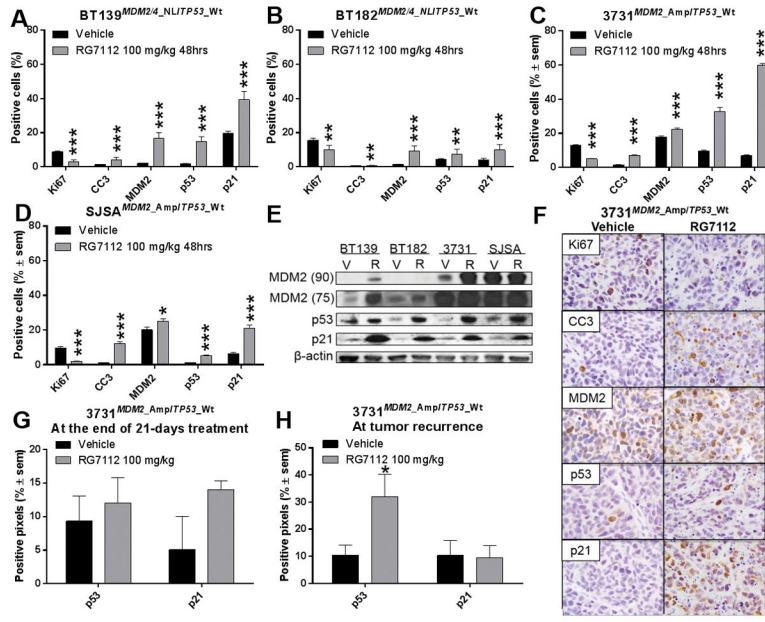 A
BT139MDM2/4_NL/TP53_Wt
Vehicle
RG7112 100 mg/kg 48hrs
Positive cells (%)
80
60
40
20
0
***
***
***
***
***
Ki67
CC3
MDM2
p53
p21
B
BT182MDM2/4_NL/TP53_Wt
Vehicle
RG7112 100 mg/kg 48hrs
Positive cells (%)
80
60
40
20
0
**
**
***
**
***
Ki67
CC3
MDM2
p53
p21
C
3731MDM2_Amp/TP53_Wt
Vehicle
RG7112 100 mg/kg 48hrs
Positive cells (% ± sem)
80
60
40
20
0
***
***
***
***
***
Ki67
CC3
MDM2
p53
p21
D
SJSAMDM2_Amp/TP53_Wt
Vehicle
RG7112 100 mg/kg 48hrs
Positive cells (% ± sem)
80
60
40
20
0
***
***
*
***
***
Ki67
CC3
MDM2
p53
p21
E
BT139 BT182 3731 SJSA
V R V R V R V R
MDM2 (90)
MDM2 (75)
p53
p21
β-actin
F
3731MDM2_Amp/TP53_Wt
Vehicle RG7112
Ki67
CC3
MDM2
p53
p21
G
3731MDM2_Amp/TP53_Wt
At the end of 21-days treatment
Vehicle
RG7112 100 mg/kg
Positive pixels (% ± sem)
20
15
10
5
0
p53
p21
H
3731MDM2_Amp/TP53_Wt
At tumor recurrence
Vehicle
RG7112 100 mg/kg
Positive pixels (% ± sem)
50
40
30
20
10
0
*
p53
p21